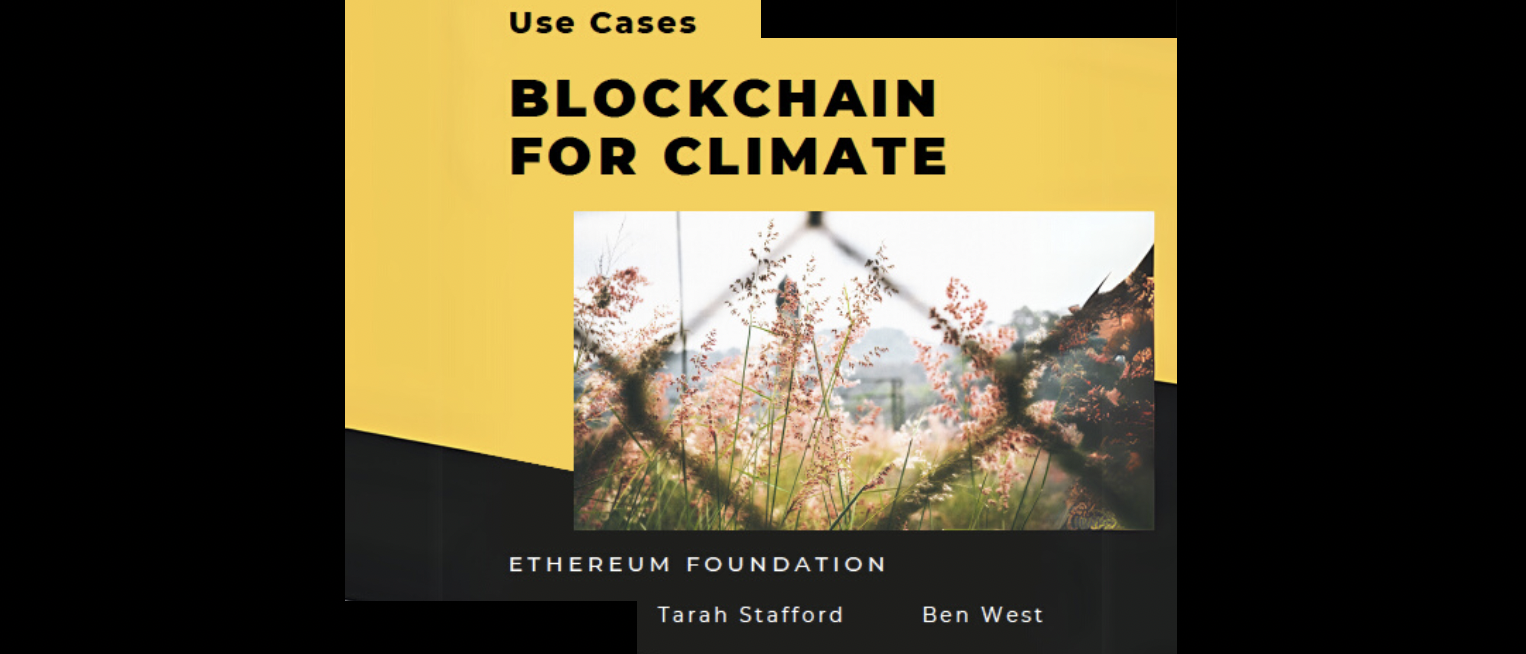 Use Cases
BLOCKCHAIN
FOR CLIMATE
ETHEREUM FOUNDATION
Tarah Stafford Ben West